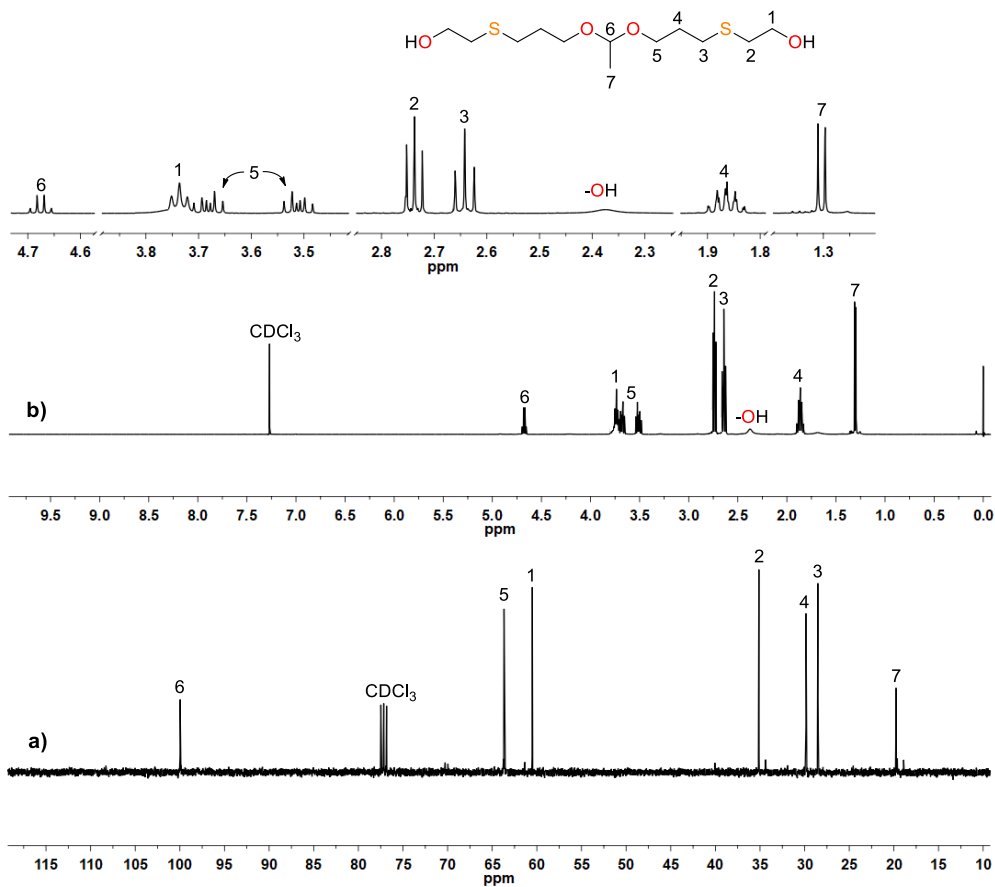 4 1
S O 6 O S
HO 5 3 2 OH
7
2
3 7
1
6 5 -OH 4
4.7 4.6 3.8 3.7 3.6 3.5 2.8 2.7 2.6 2.5 2.4 2.3 1.9 1.8 1.3
ppm
2
3 7
CDCl3
1 4
b) 6 5 -OH
9.5 9.0 8.5 8.0 7.5 7.0 6.5 6.0 5.5 5.0 4.5 4.0 3.5 3.0 2.5 2.0 1.5 1.0 0.5 0.0
ppm
2
1 3
5 4
6 CDCl3 7
a)
115 110 105 100 95 90 85 80 75 70 65 60 55 50 45 40 35 30 25 20 15 10
ppm